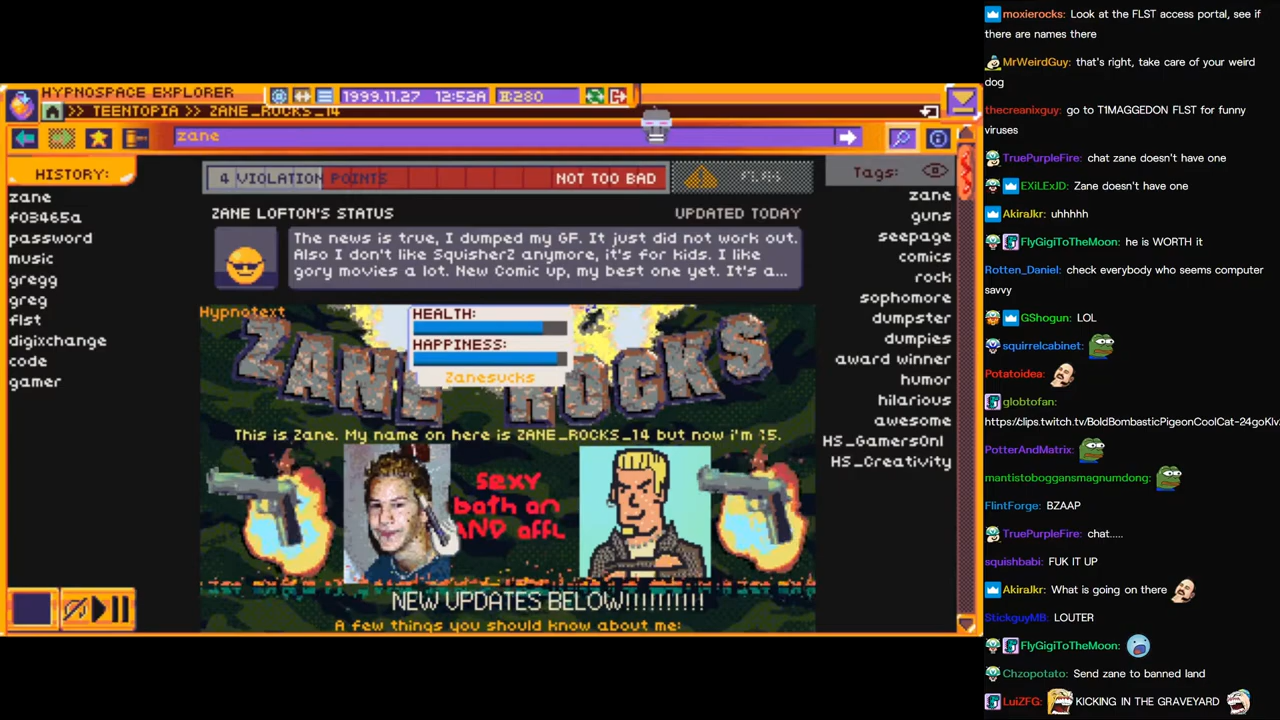 HYPNOSPACE EXPLORER
1999.11.27 12:52A 280
>> TEENTOPIA >> ZANE_ROCKS_14
zane
HISTORY:
zane
f03465a
password
music
gregg
greg
flst
digixchange
code
gamer
4 VIOLATION POINTS NOT TOO BAD
ZANE LOFTON'S STATUS UPDATED TODAY
The news is true, I dumped my GF. It just did not work out.
Also I don't like SquisherZ anymore, it's for kids. I like
gory movies a lot. New Comic up, my best one yet. It's a...
Hypnotext
HEALTH:
HAPPINESS:
Zanesucks
ZANE ROCKS
This is Zane. My name on here is ZANE_ROCKS_14 but now i'm 15.
sexy
both an
AND affl
NEW UPDATES BELOW!!!!!!!!!!
A few things you should know about me:
Tags:
zane
guns
seepage
comics
rock
sophomore
dumpster
dumpies
award winner
humor
hilarious
awesome
HS_GamersOnl
HS_Creativity
moxierocks: Look at the FLST access portal, see if
there are names there
MrWeirdGuy: that's right, take care of your weird
dog
thecreanixguy: go to T1MAGGEDON FLST for funny
viruses
TruePurpleFire: chat zane doesn't have one
EXiLExJD: Zane doesn't have one
AkiraJkr: uhhhhh
FlyGigiToTheMoon: he is WORTH it
Rotten_Daniel: check everybody who seems computer
savvy
GShogun: LOL
squirrelcabinet:
Potatoidea:
globtofan:
https://clips.twitch.tv/BoldBombasticPigeonCoolCat-24goKlv
PotterAndMatrix:
mantistoboggansmagnumdong:
FlintForge: BZAAP
TruePurpleFire: chat.....
squishbabi: FUK IT UP
AkiraJkr: What is going on there
StickguyMB: LOUTER
FlyGigiToTheMoon:
Chzopotato: Send zane to banned land
LuiZFG: KICKING IN THE GRAVEYARD